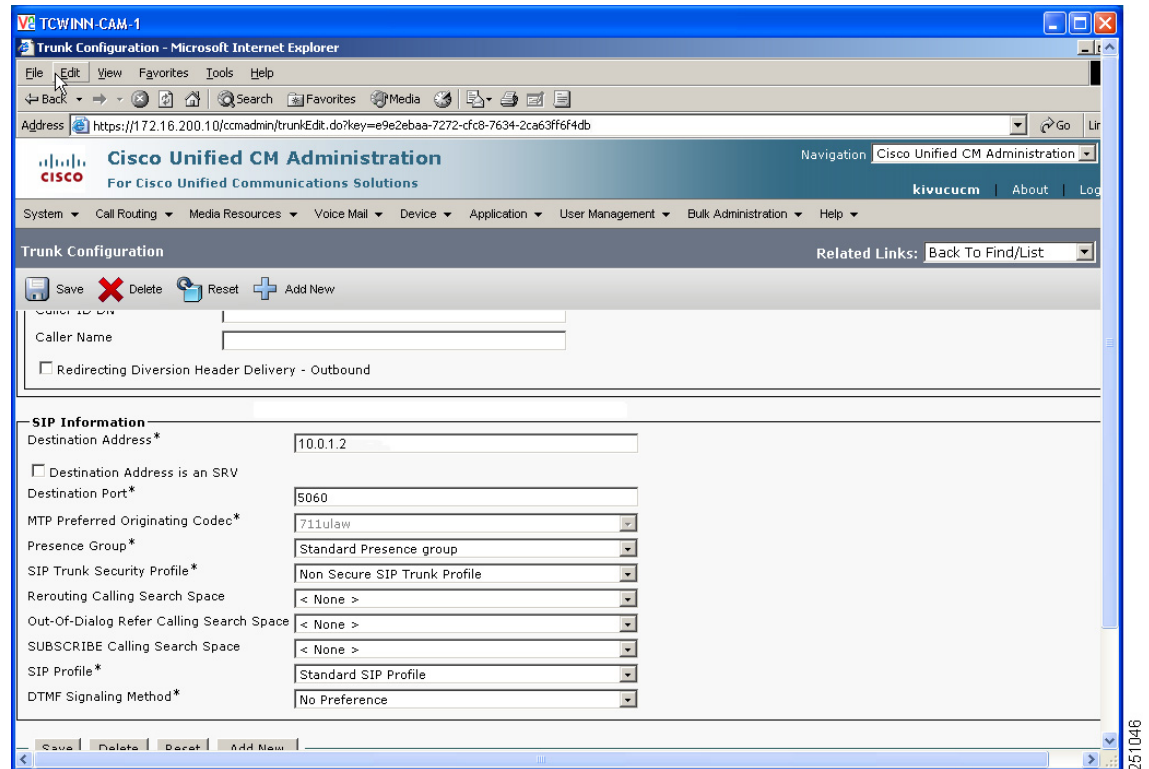 TCWINN-CAM-1
Trunk Configuration - Microsoft Internet Explorer
File Edit View Favorites Tools Help
Back Search Favorites Media
Address https://172.16.200.10/ccmadmin/trunkEdit.do?key=e9e2ebaa-7272-cfc8-7634-2ca63ff6f4db Go Lir
CISCO Cisco Unified CM Administration Navigation Cisco Unified CM Administration
For Cisco Unified Communications Solutions
kivucucm | About | Log
System Call Routing Media Resources Voice Mail Device Application User Management Bulk Administration Help
Trunk Configuration Related Links: Back To Find/List
Save Delete Reset Add New
Caller ID DN
Caller Name
Redirecting Diversion Header Delivery - Outbound
SIP Information
Destination Address* 10.0.1.2
Destination Address is an SRV
Destination Port* 5060
MTP Preferred Originating Codec* 711ulaw
Presence Group* Standard Presence group
SIP Trunk Security Profile* Non Secure SIP Trunk Profile
Rerouting Calling Search Space < None >
Out-Of-Dialog Refer Calling Search Space < None >
SUBSCRIBE Calling Search Space < None >
SIP Profile* Standard SIP Profile
DTMF Signaling Method* No Preference
Save Delete Reset Add New
251046